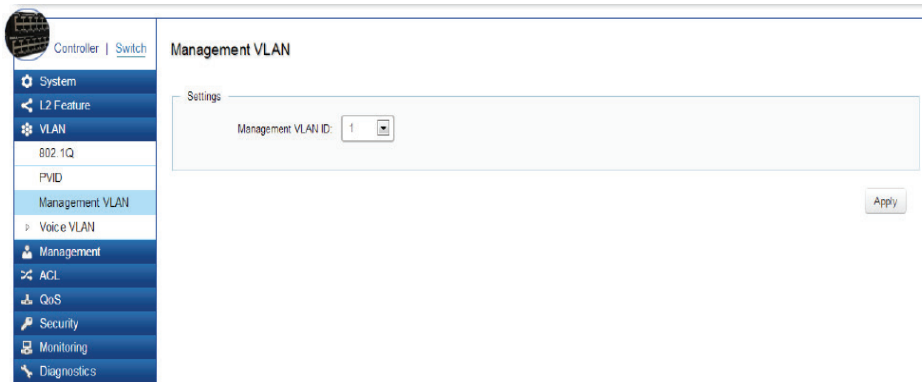 Controller | Switch
Management VLAN
System
L2 Feature
VLAN
802.1Q
PVID
Management VLAN
Voice VLAN
Management
ACL
QoS
Security
Monitoring
Diagnostics
Settings
Management VLAN ID: 1
Apply